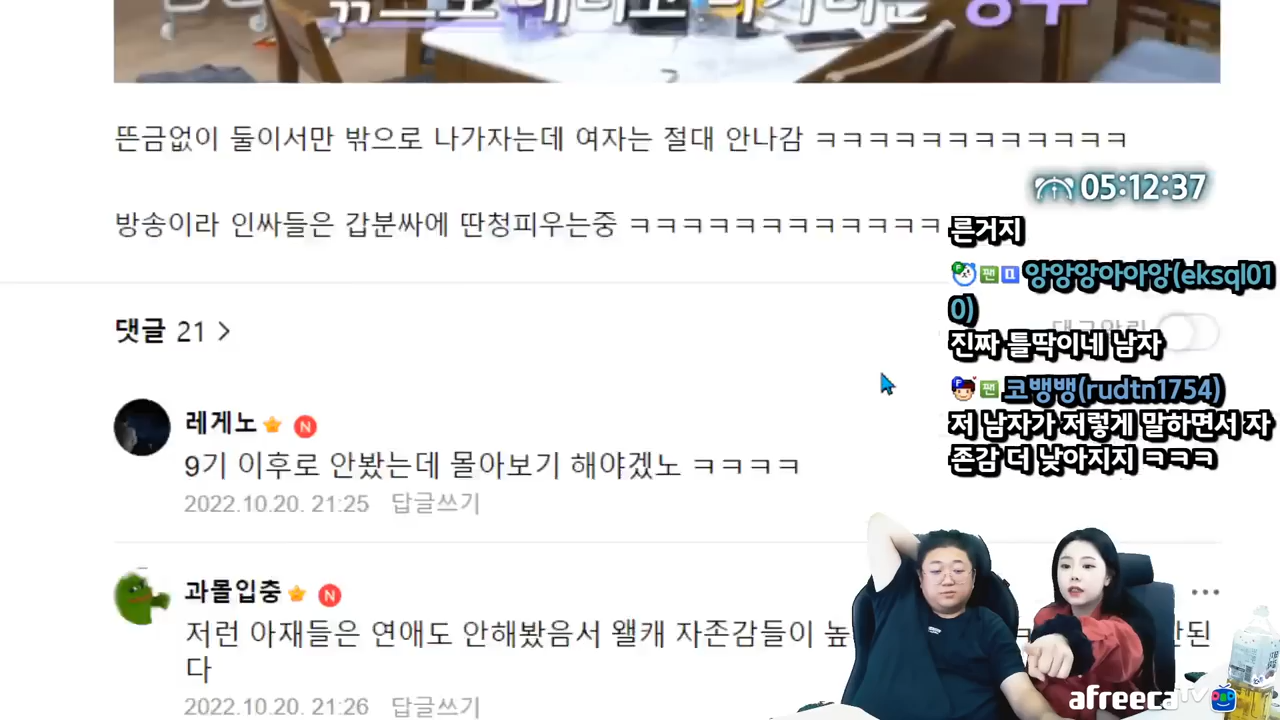 뜬금없이 둘이서만 밖으로 나가자는데 여자는 절대 안나감 ㅋㅋㅋㅋㅋㅋㅋㅋㅋㅋㅋㅋ
05:12:37
방송이라 인싸들은 갑분싸에 딴청피우는중 ㅋㅋㅋㅋㅋㅋㅋㅋㅋㅋㅋㅋ
른거지
앙앙앙아아앙(eksql01
0)
진짜 틀딱이네 남자
코뱅뱅(rudtn1754)
저 남자가 저렇게 말하면서 자
존감 더 낮아지지 ㅋㅋㅋ
댓글 21 >
레게노 N
9기 이후로 안봤는데 몰아보기 해야겠노 ㅋㅋㅋㅋ
2022.10.20. 21:25 답글쓰기
과몰입충 N
저런 아재들은 연애도 안해봤음서 왤캐 자존감들이 높
다
2022.10.20. 21:26 답글쓰기
afreecaTV